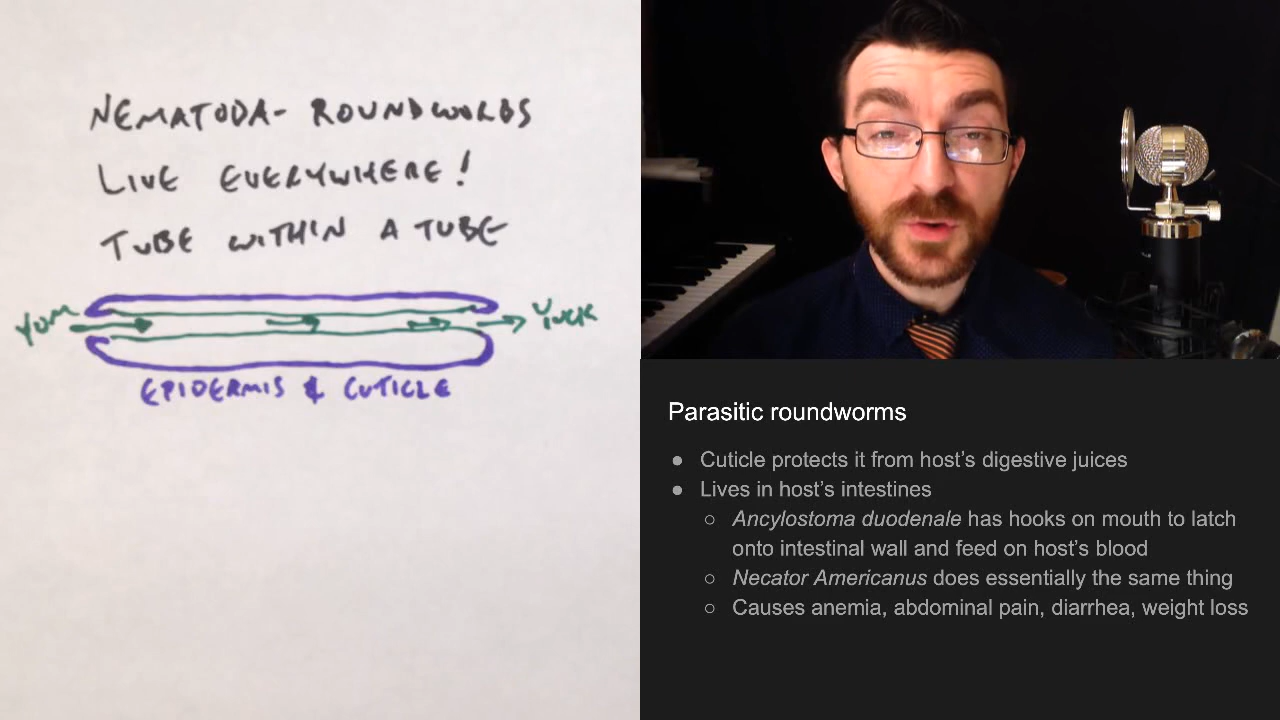 NEMATODA- ROUNDWORMS
LIVE EVERYWHERE!
TUBE WITHIN A TUBE
YUM
YUCK
EPIDERMIS & CUTICLE
Parasitic roundworms
● Cuticle protects it from host's digestive juices
● Lives in host's intestines
○ Ancylostoma duodenale has hooks on mouth to latch
onto intestinal wall and feed on host's blood
○ Necator Americanus does essentially the same thing
○ Causes anemia, abdominal pain, diarrhea, weight loss